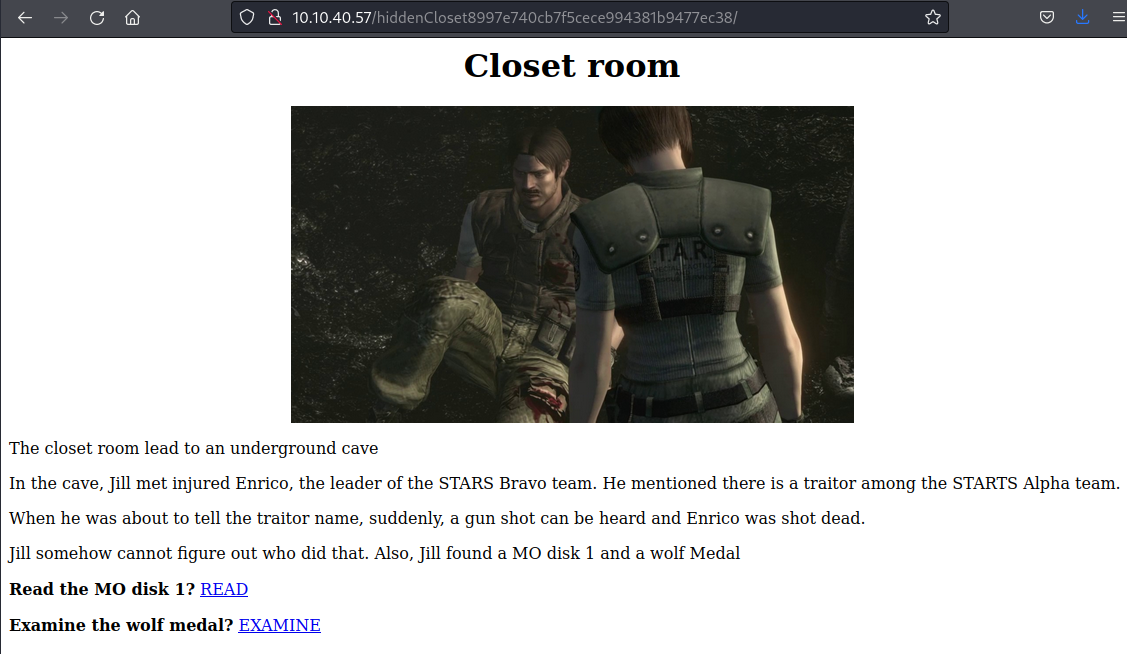 10.10.40.57/hiddenCloset8997e740cb7f5cece994381b9477ec38/
Closet room
T.A.R.
The closet room lead to an underground cave
In the cave, Jill met injured Enrico, the leader of the STARS Bravo team. He mentioned there is a traitor among the STARTS Alpha team.
When he was about to tell the traitor name, suddenly, a gun shot can be heard and Enrico was shot dead.
Jill somehow cannot figure out who did that. Also, Jill found a MO disk 1 and a wolf Medal
Read the MO disk 1? READ
Examine the wolf medal? EXAMINE